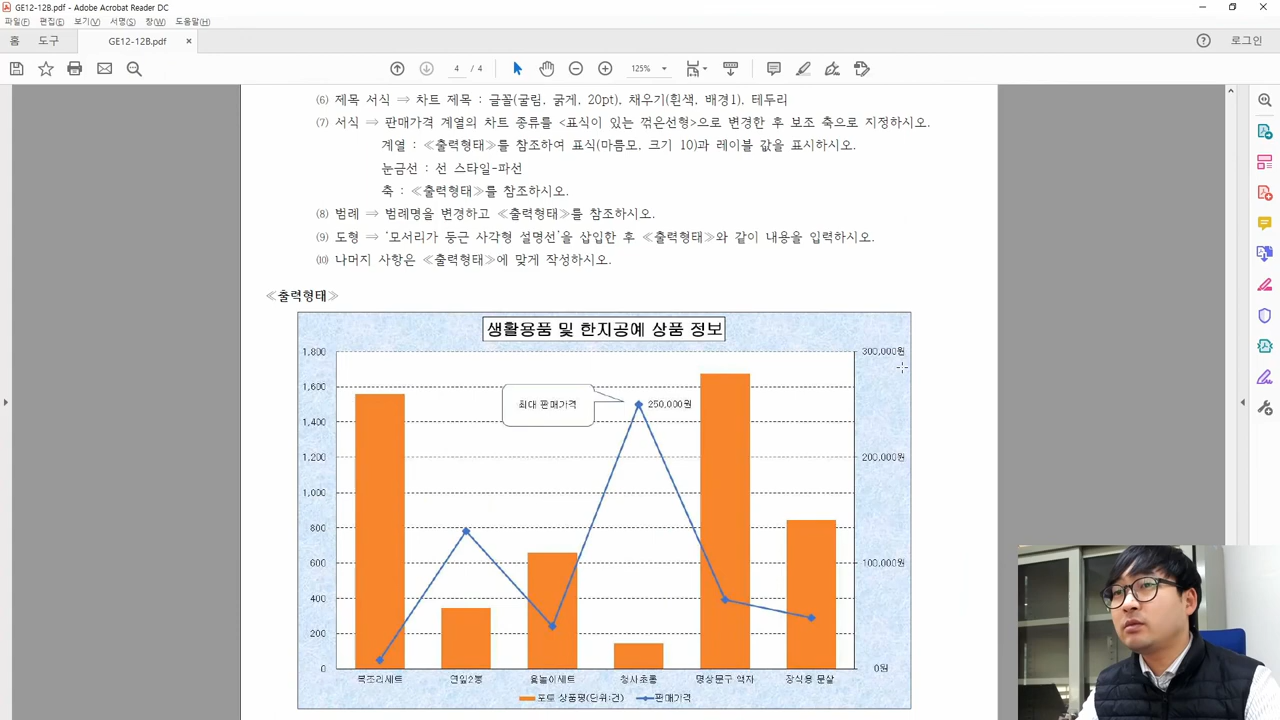 GE12-12B.pdf - Adobe Acrobat Reader DC
파일(F) 편집(E) 보기(V) 서명(S) 창(W) 도움말(H)
홈 도구 GE12-12B.pdf × 로그인
4 / 4 125%
(6) 제목 서식 ⇒ 차트 제목 : 글꼴(굴림, 굵게, 20pt), 채우기(흰색, 배경1), 테두리
(7) 서식 ⇒ 판매가격 계열의 차트 종류를 <표식이 있는 꺾은선형>으로 변경한 후 보조 축으로 지정하시오.
계열 : ≪출력형태≫를 참조하여 표식(마름모, 크기 10)과 레이블 값을 표시하시오.
눈금선 : 선 스타일-파선
축 : ≪출력형태≫를 참조하시오.
(8) 범례 ⇒ 범례명을 변경하고 ≪출력형태≫를 참조하시오.
(9) 도형 ⇒ '모서리가 둥근 사각형 설명선'을 삽입한 후 ≪출력형태≫와 같이 내용을 입력하시오.
(10) 나머지 사항은 ≪출력형태≫에 맞게 작성하시오.
≪출력형태≫
생활용품 및 한지공예 상품 정보
1,800 300,000원
1,600
최대 판매가격 250,000원
1,400
1,200 200,000원
1,000
800
600 100,000원
400
200
0 0원
목조리세트 연잎2퐁 윷놀이세트 청사초롱 명상문구 액자 장식용 문살
포토 상품평(단위:건) 판매가격